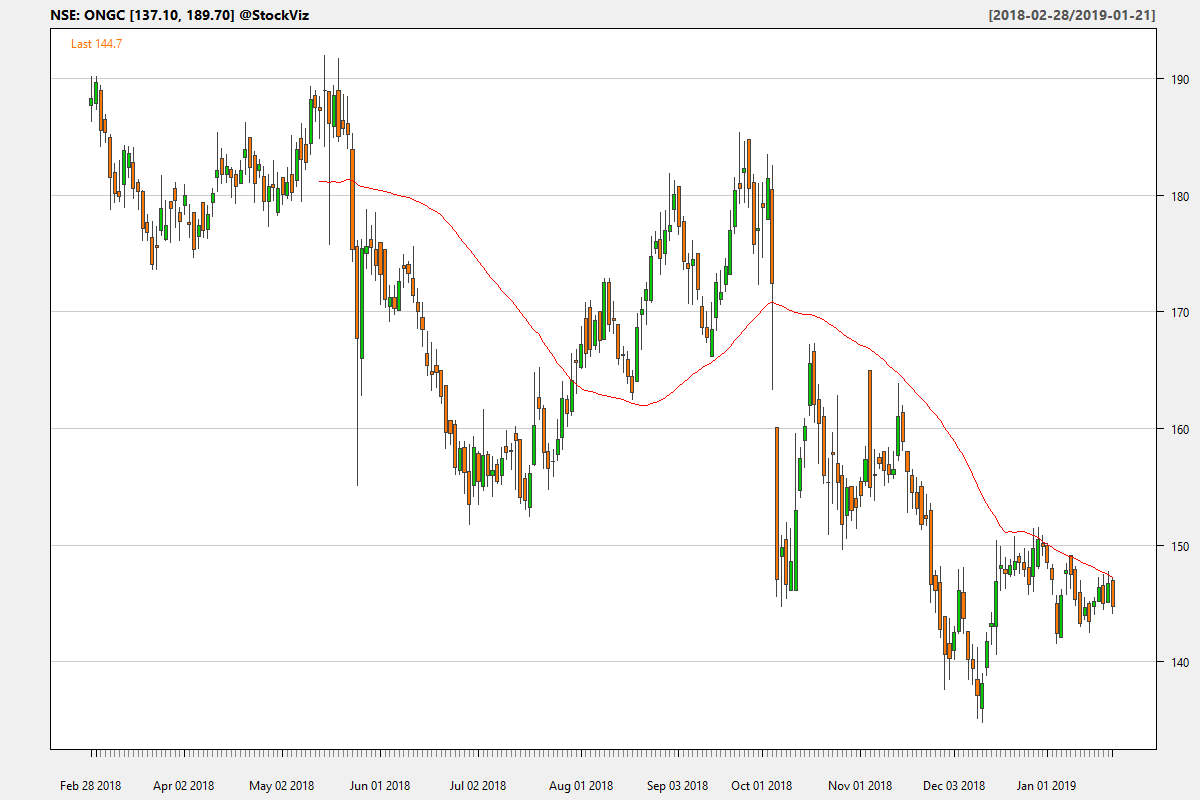 NSE: ONGC [137.10, 189.70] @StockViz
[2018-02-28/2019-01-21]
Last 144.7
190
180
170
160
150
140
Feb 28 2018
Apr 02 2018
May 02 2018
Jun 01 2018
Jul 02 2018
Aug 01 2018
Sep 03 2018
Oct 01 2018
Nov 01 2018
Dec 03 2018
Jan 01 2019